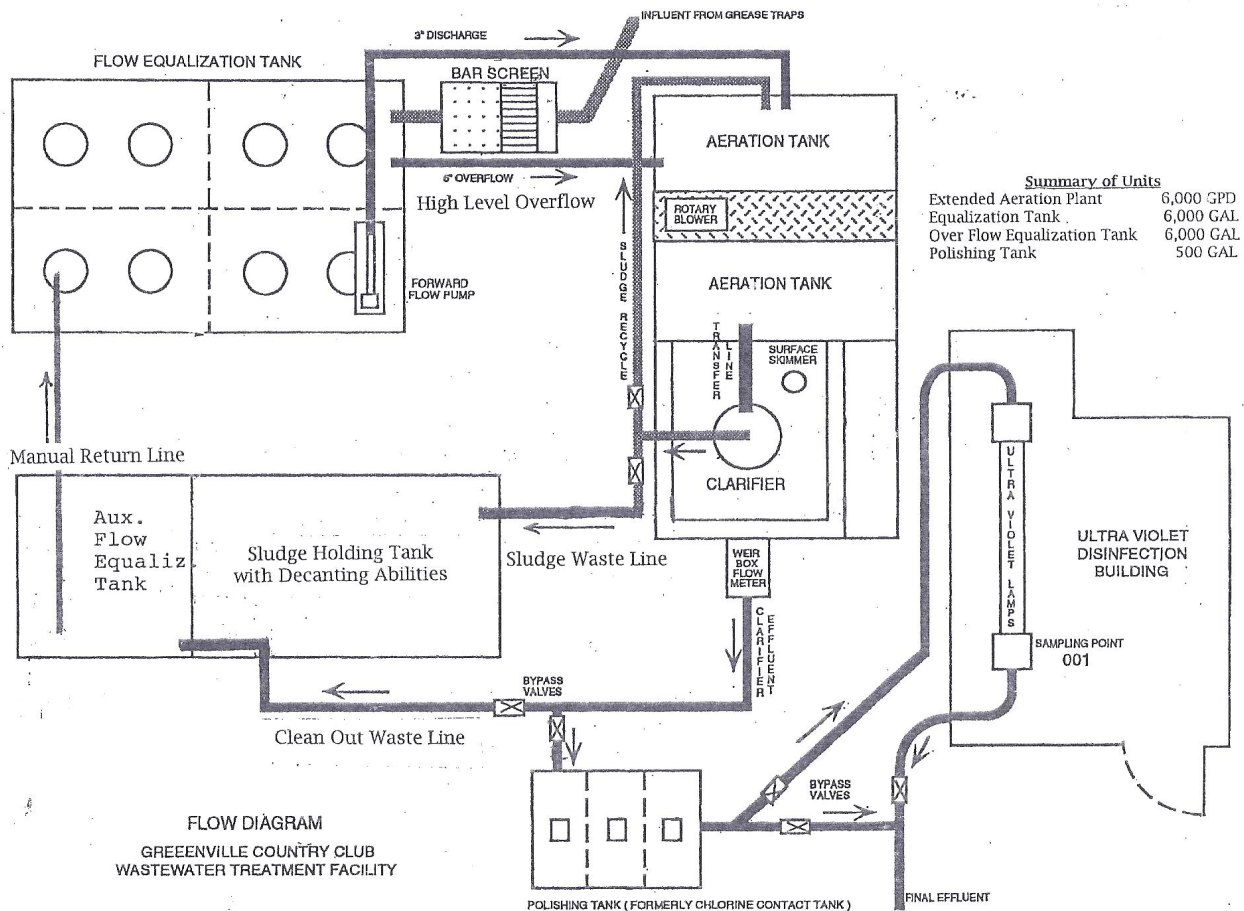 INFLUENT FROM GREASE TRAPS
3" DISCHARGE
FLOW EQUALIZATION TANK
BAR SCREEN
AERATION TANK
6" OVERFLOW
High Level Overflow
ROTARY
BLOWER
Summary of Units
Extended Aeration Plant 6,000 GPD
Equalization Tank 6,000 GAL
Over Flow Equalization Tank 6,000 GAL
Polishing Tank 500 GAL
SLUDGE RECYCLE
FORWARD
FLOW PUMP
AERATION TANK
TRANSFER
LINE
SURFACE
SKIMMER
CLARIFIER
Manual Return Line
Aux.
Flow
Equaliz
Tank
Sludge Holding Tank
with Decanting Abilities
Sludge Waste Line
WEIR
BOX
FLOW
METER
CLARIFIER
EFFLUENT
ULTRA VIOLET LAMPS
ULTRA VIOLET
DISINFECTION
BUILDING
SAMPLING POINT
001
BYPASS
VALVES
Clean Out Waste Line
BYPASS
VALVES
FLOW DIAGRAM
GREEENVILLE COUNTRY CLUB
WASTEWATER TREATMENT FACILITY
POLISHING TANK ( FORMERLY CHLORINE CONTACT TANK )
FINAL EFFLUENT